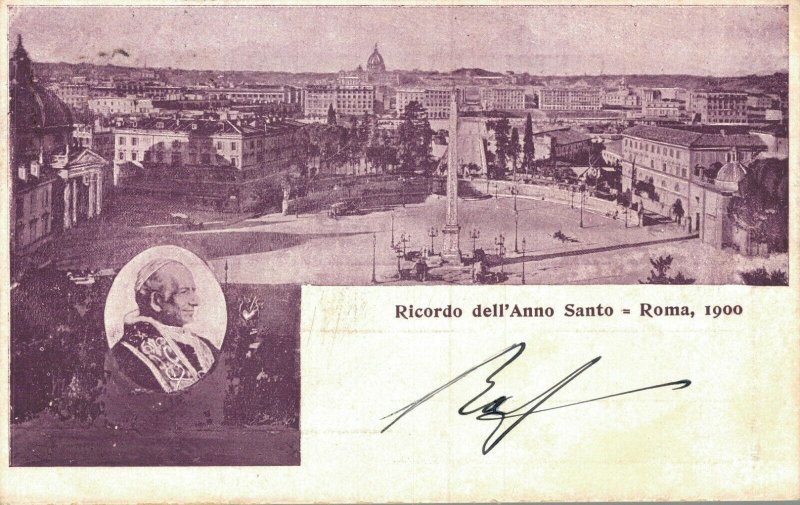 Ricordo dell'Anno Santo = Roma, 1900